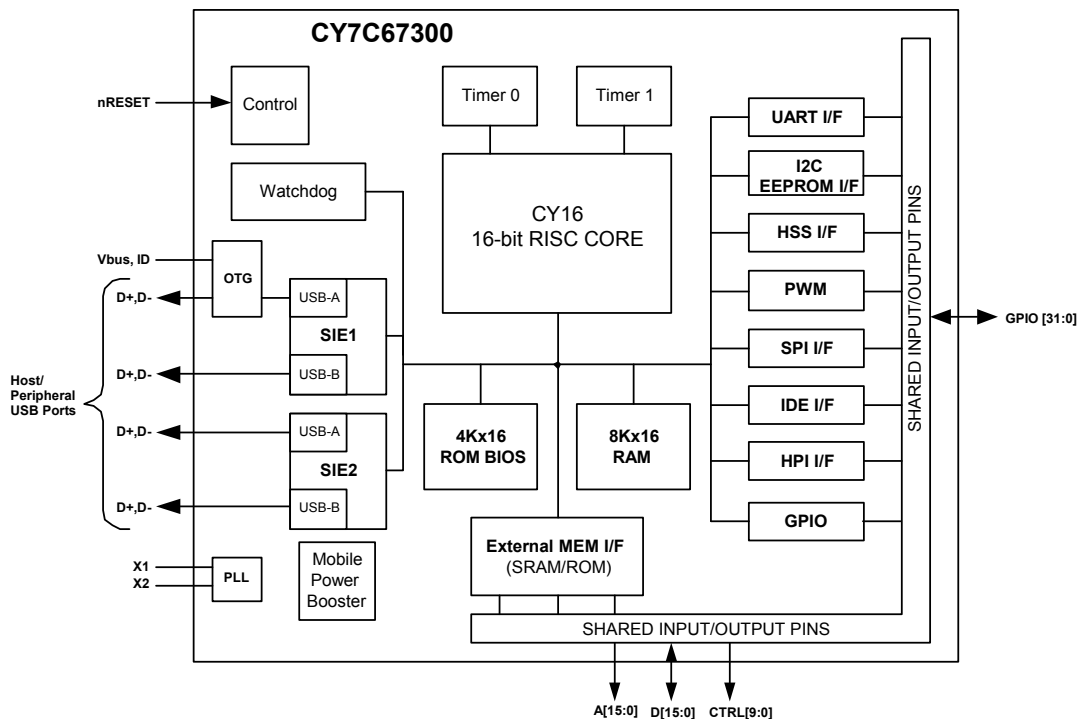 CY7C67300
nRESET
Control
Timer 0
Timer 1
UART I/F
I2C
EEPROM I/F
HSS I/F
PWM
SPI I/F
IDE I/F
HPI I/F
GPIO
SHARED INPUT/OUTPUT PINS
GPIO [31:0]
Watchdog
CY16
16-bit RISC CORE
Vbus, ID
OTG
D+,D-
USB-A
SIE1
D+,D-
USB-B
Host/
Peripheral
USB Ports
D+,D-
USB-A
SIE2
D+,D-
USB-B
4Kx16
ROM BIOS
8Kx16
RAM
External MEM I/F
(SRAM/ROM)
X1
X2
PLL
Mobile
Power
Booster
SHARED INPUT/OUTPUT PINS
A[15:0]
D[15:0]
CTRL[9:0]